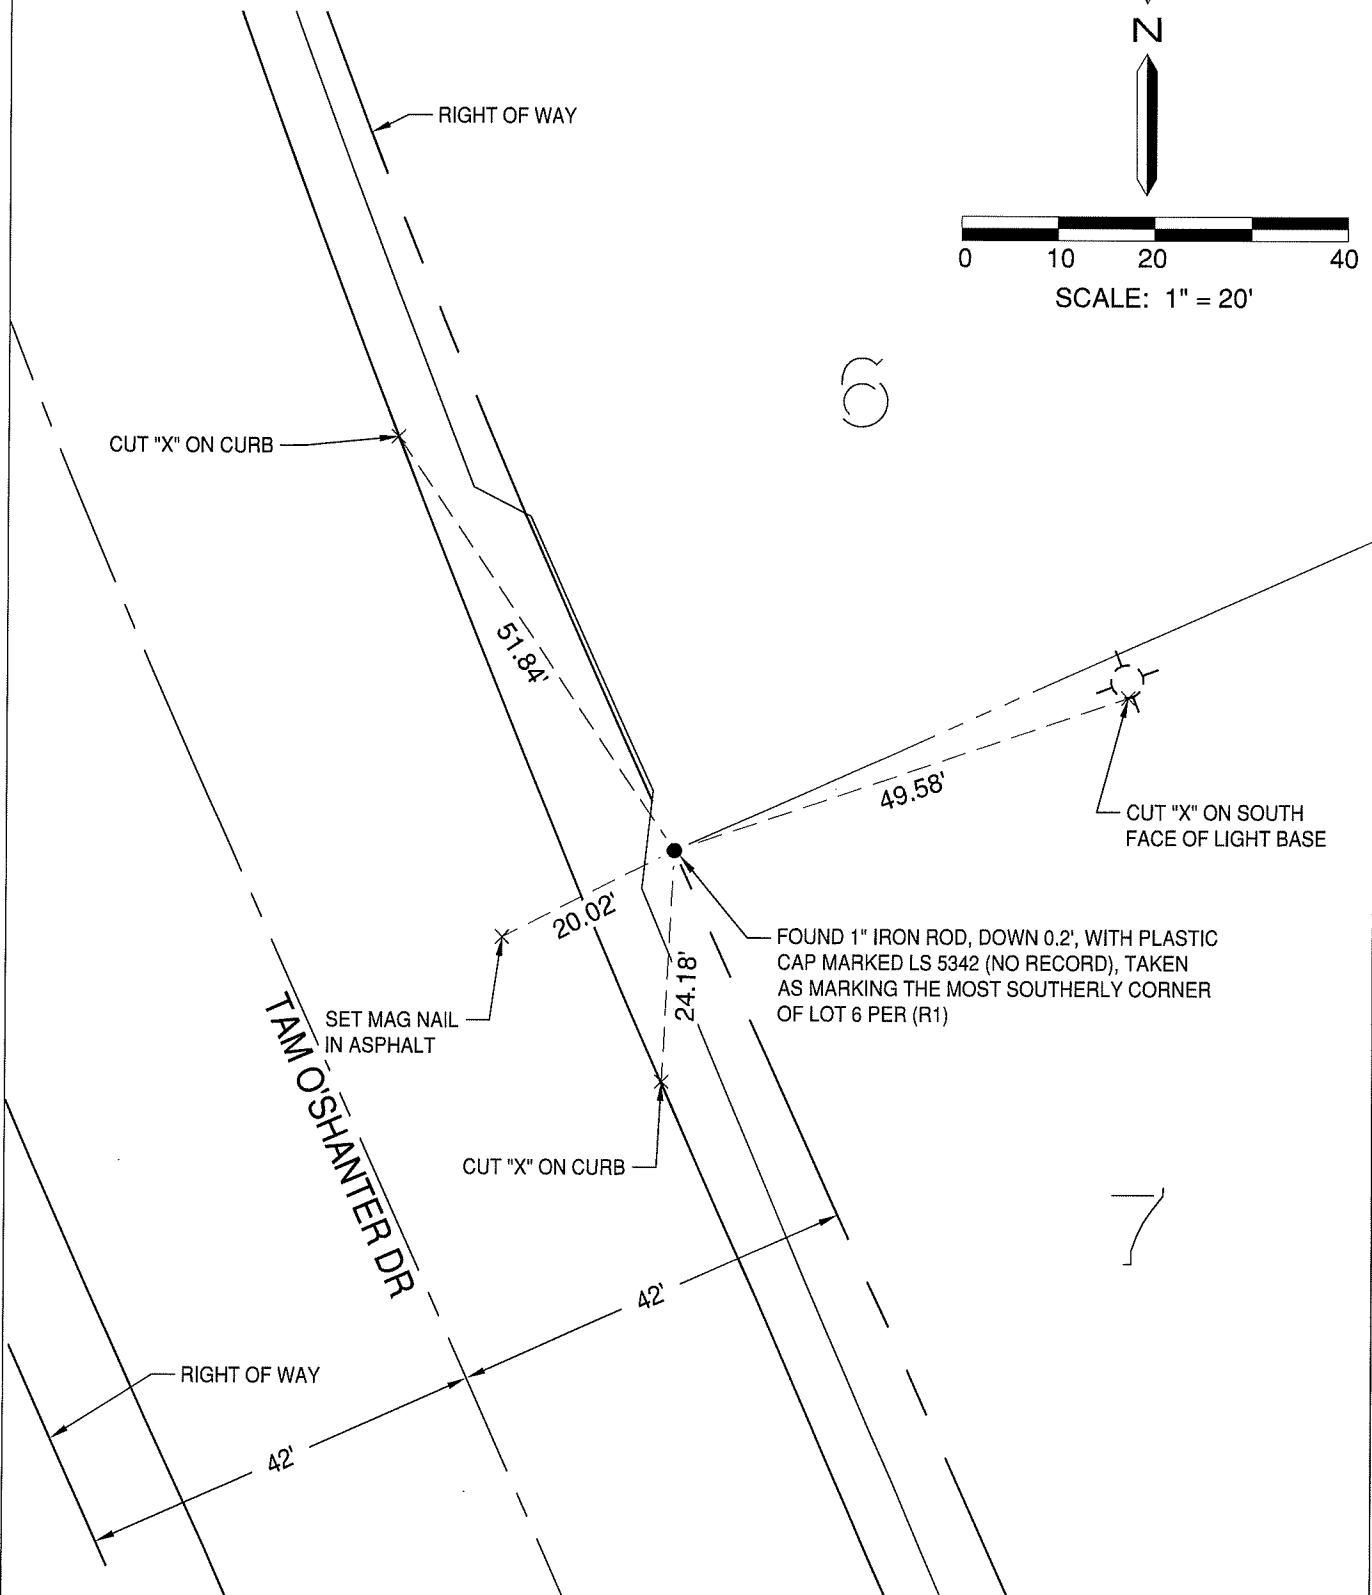 N
RIGHT OF WAY
0 10 20 40
SCALE: 1" = 20'
6
CUT "X" ON CURB
51.84'
49.58'
CUT "X" ON SOUTH
FACE OF LIGHT BASE
20.02'
FOUND 1" IRON ROD, DOWN 0.2', WITH PLASTIC
CAP MARKED LS 5342 (NO RECORD), TAKEN
AS MARKING THE MOST SOUTHERLY CORNER
OF LOT 6 PER (R1)
24.18'
SET MAG NAIL
IN ASPHALT
TAM O'SHANTER DR
CUT "X" ON CURB
7
42'
RIGHT OF WAY
42'